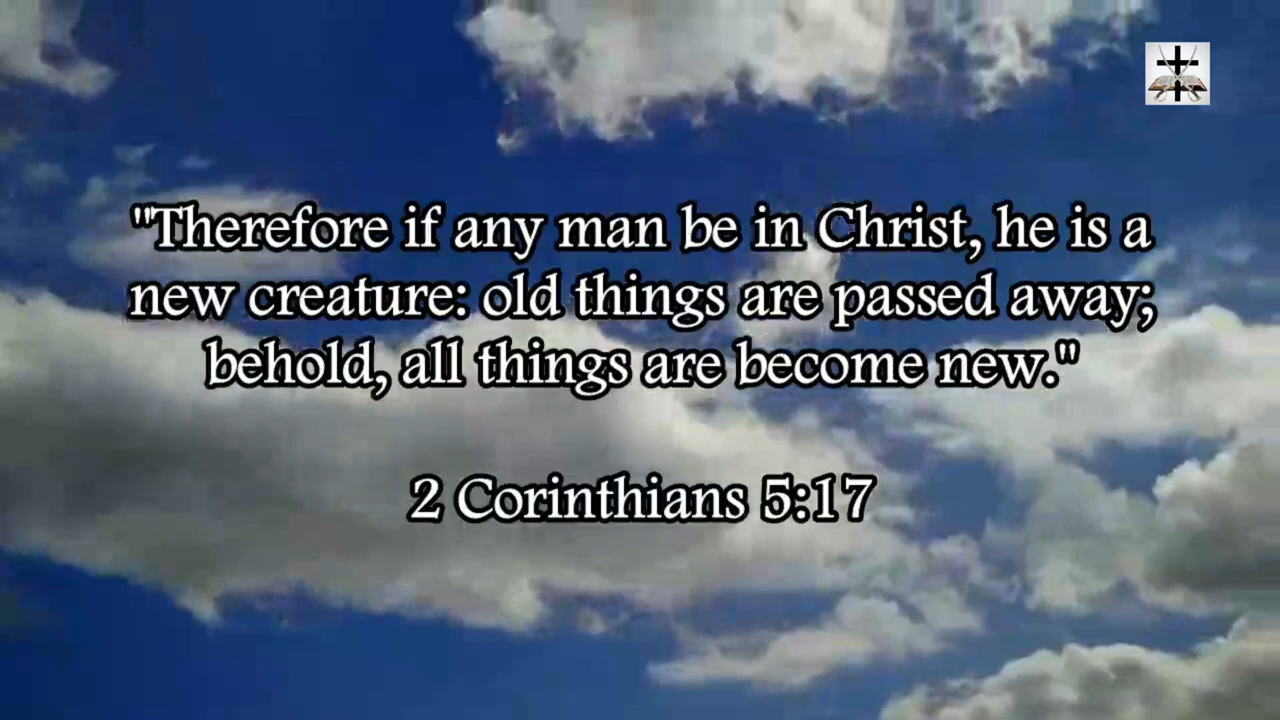 "Therefore if any man be in Christ, he is a
new creature: old things are passed away;
behold, all things are become new."
2 Corinthians 5:17